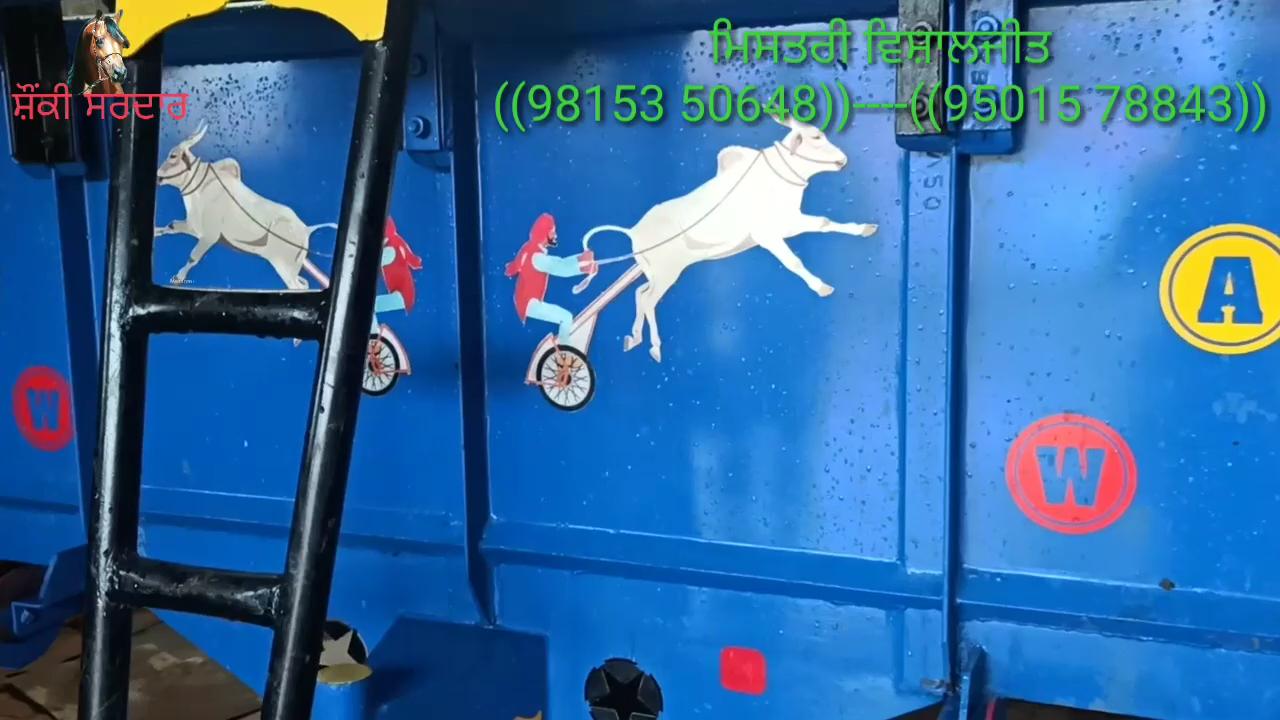 ਮਿਸਤਰੀ ਵਿਸ਼ਾਲਜੀਤ
((98153 50648))----((95015 78843))
ਸ਼ੌਂਕੀ ਸਰਦਾਰ
A
W
W